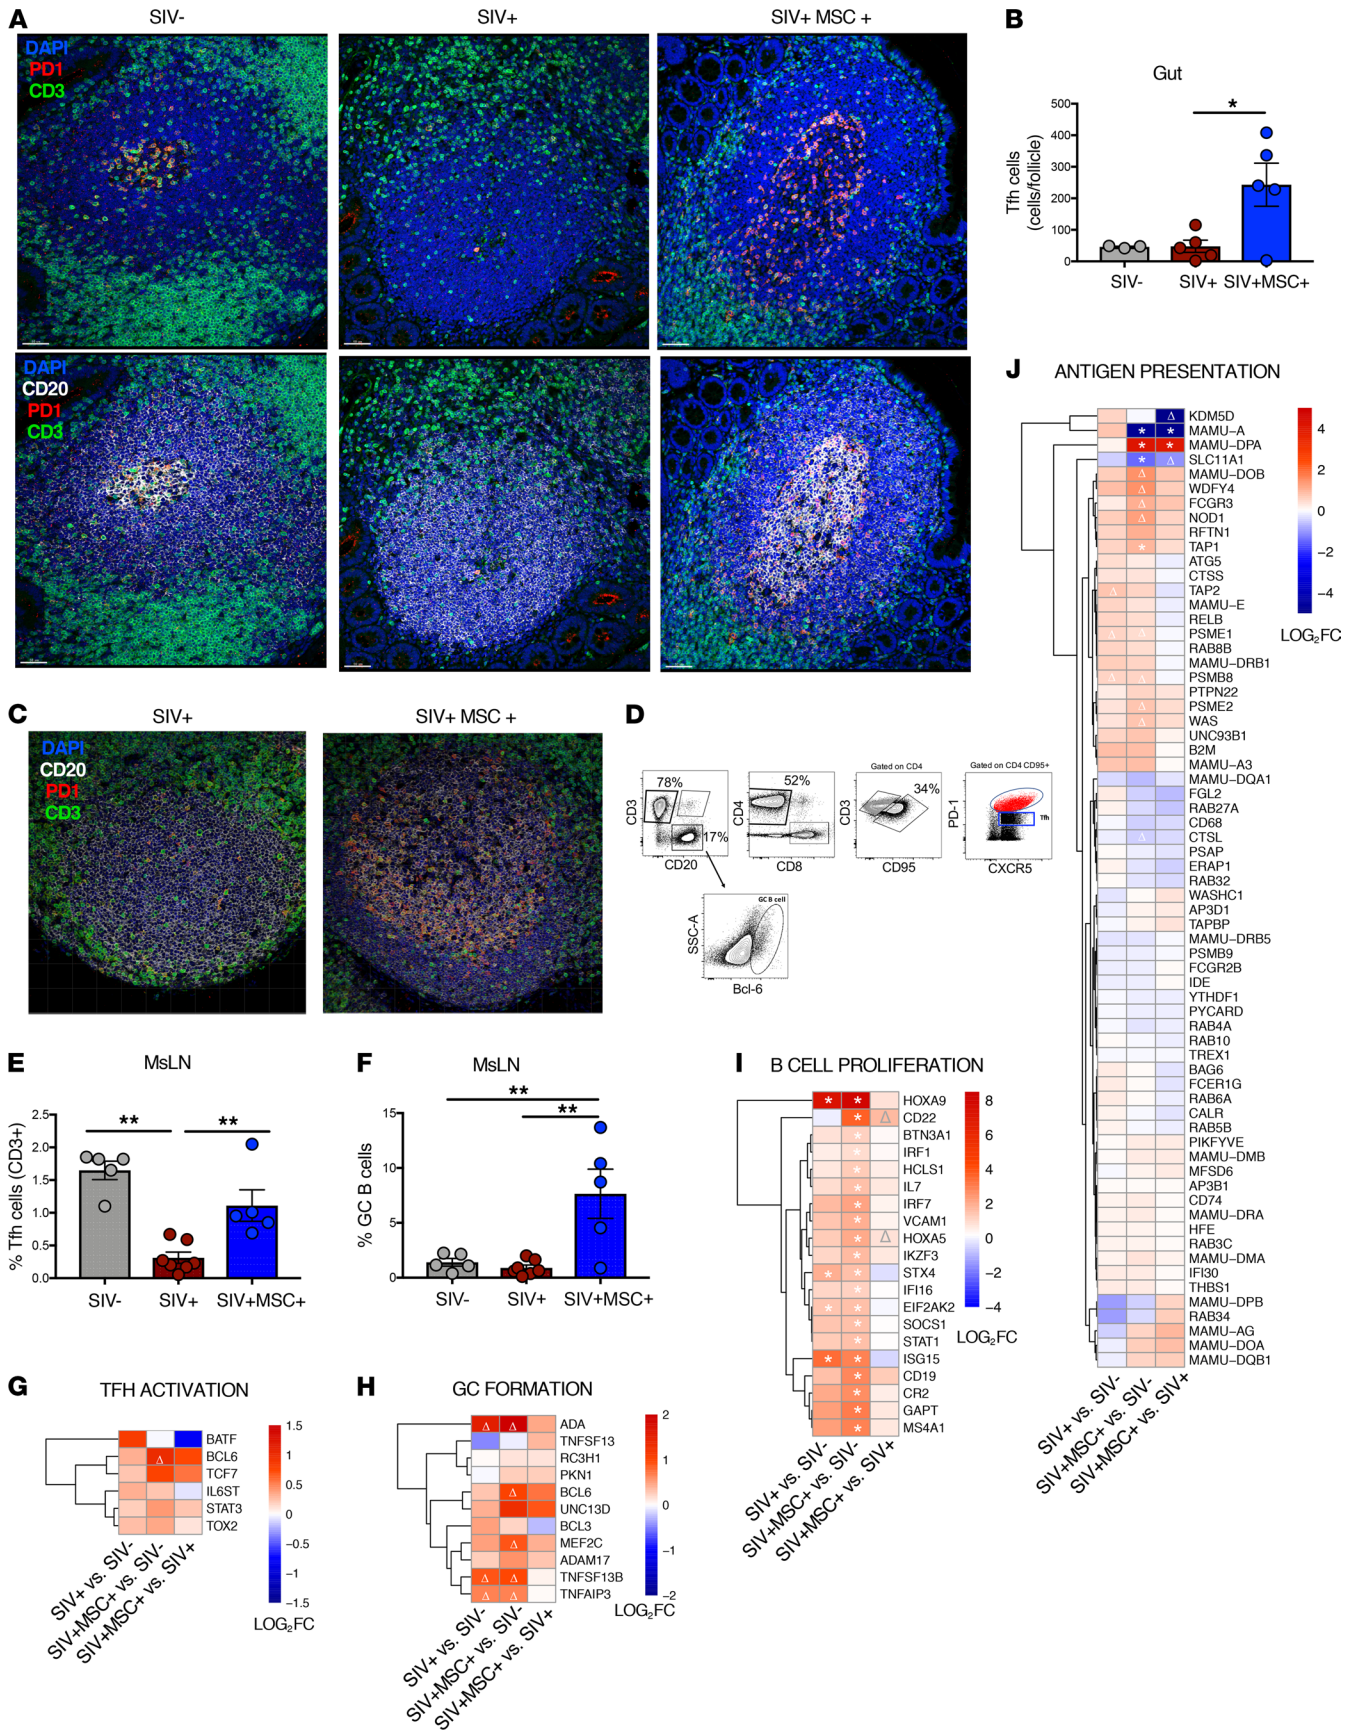 A
SIV-
SIV+
SIV+ MSC +
DAPI
PD1
CD3
DAPI
CD20
PD1
CD3
B
Gut
Tfh cells
(cells/follicle)
500
400
300
200
100
0
*
SIV-
SIV+
SIV+MSC+
C
SIV+
SIV+ MSC +
DAPI
CD20
PD1
CD3
D
78%
17%
CD3
CD20
52%
CD4
CD8
Gated on CD4
34%
CD3
CD95
Gated on CD4 CD95+
Tfh
PD-1
CXCR5
GC B cell
SSC-A
Bcl-6
E
MsLN
% Tfh cells (CD3+)
2.5
2.0
1.5
1.0
0.5
0.0
**
**
SIV-
SIV+
SIV+MSC+
F
MsLN
% GC B cells
15
10
5
0
**
**
SIV-
SIV+
SIV+MSC+
G
TFH ACTIVATION
BATF
BCL6
TCF7
IL6ST
STAT3
TOX2
Δ
1.5
1
0.5
0
−0.5
−1
−1.5
LOG2FC
SIV+ vs. SIV-
SIV+MSC+ vs. SIV-
SIV+MSC+ vs. SIV+
H
GC FORMATION
Δ Δ ADA
TNFSF13
RC3H1
PKN1
Δ BCL6
UNC13D
BCL3
Δ MEF2C
ADAM17
Δ Δ TNFSF13B
Δ Δ TNFAIP3
2
1
0
−1
−2
LOG2FC
SIV+ vs. SIV-
SIV+MSC+ vs. SIV-
SIV+MSC+ vs. SIV+
I
B CELL PROLIFERATION
* * HOXA9
* Δ CD22
* BTN3A1
* IRF1
* HCLS1
* IL7
* IRF7
* VCAM1
* Δ HOXA5
* IKZF3
* * STX4
* IFI16
* * EIF2AK2
* SOCS1
* STAT1
* * ISG15
* CD19
* CR2
* GAPT
* MS4A1
8
6
4
2
0
−2
−4
LOG2FC
SIV+ vs. SIV-
SIV+MSC+ vs. SIV-
SIV+MSC+ vs. SIV+
J
ANTIGEN PRESENTATION
Δ KDM5D
* * MAMU−A
* * MAMU−DPA
* Δ SLC11A1
Δ MAMU−DOB
Δ WDFY4
Δ FCGR3
Δ NOD1
RFTN1
* TAP1
ATG5
CTSS
Δ TAP2
MAMU−E
RELB
Δ Δ PSME1
RAB8B
MAMU−DRB1
Δ Δ PSMB8
PTPN22
Δ PSME2
Δ WAS
UNC93B1
B2M
MAMU−A3
MAMU−DQA1
FGL2
RAB27A
CD68
Δ CTSL
PSAP
ERAP1
RAB32
WASHC1
AP3D1
TAPBP
MAMU−DRB5
PSMB9
FCGR2B
IDE
YTHDF1
PYCARD
RAB4A
RAB10
TREX1
BAG6
FCER1G
RAB6A
CALR
RAB5B
PIKFYVE
MAMU−DMB
MFSD6
AP3B1
CD74
MAMU−DRA
HFE
RAB3C
MAMU−DMA
IFI30
THBS1
MAMU−DPB
RAB34
MAMU−AG
MAMU−DOA
MAMU−DQB1
4
2
0
−2
−4
LOG2FC
SIV+ vs. SIV-
SIV+MSC+ vs. SIV-
SIV+MSC+ vs. SIV+